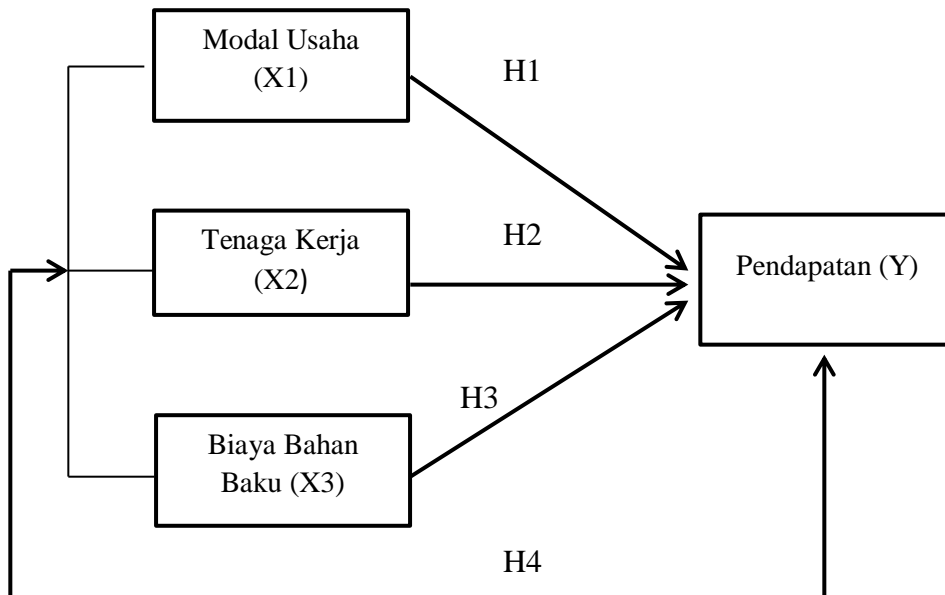 Modal Usaha
(X1)
H1
Tenaga Kerja
(X2)
H2
Pendapatan (Y)
Biaya Bahan
Baku (X3)
H3
H4